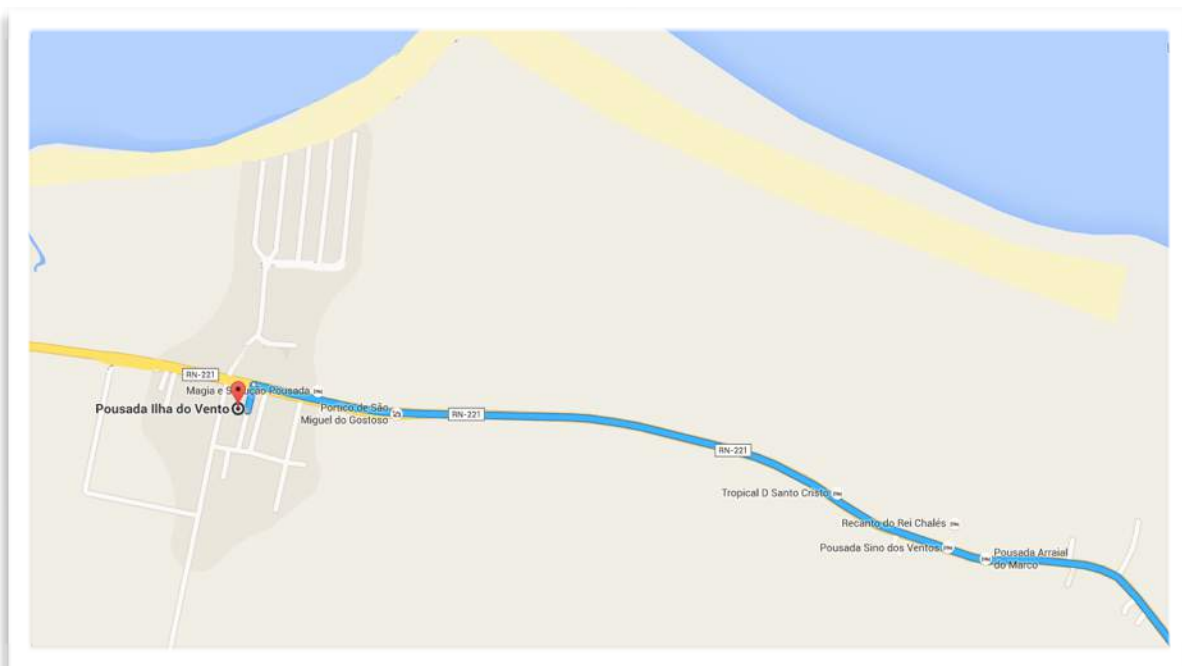 RN-221
Magia e S dução Pousada
Pousada Ilha do Vento
Portico de São
Miguel do Gostoso
RN-221
RN-221
Tropical D Santo Cristo
Recanto do Rei Chalés
Pousada Sino dos Ventos
Pousada Arraial
do Marco